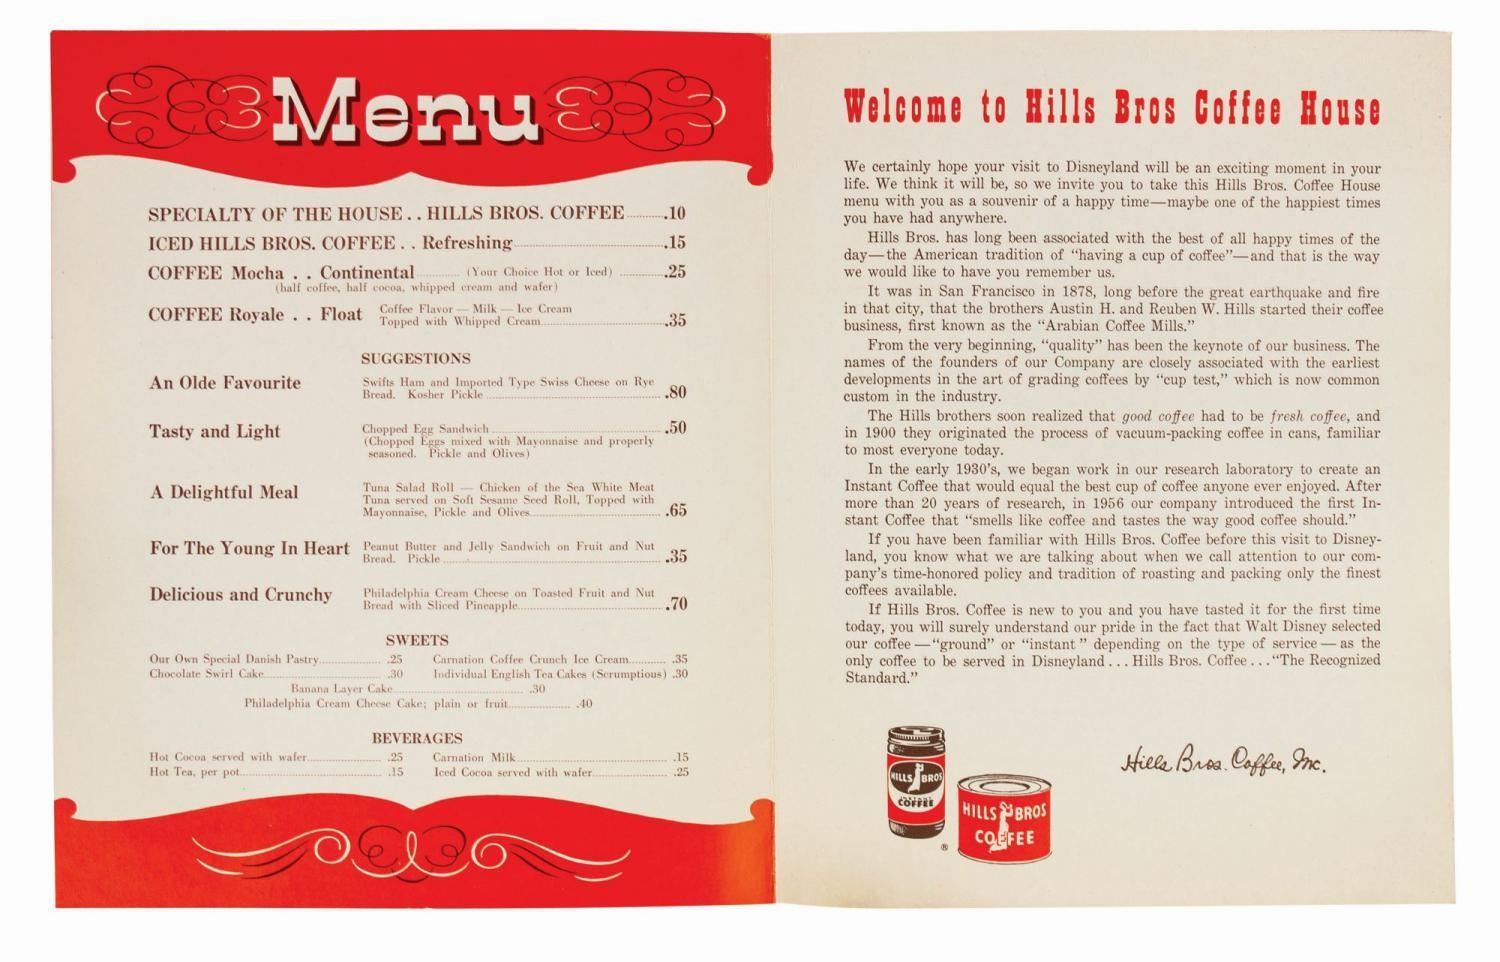 Menu
SPECIALTY OF THE HOUSE . . HILLS BROS. COFFEE .10
ICED HILLS BROS. COFFEE . . Refreshing .15
COFFEE Mocha . . Continental (Your Choice Hot or Iced) .25
(half coffee, half cocoa, whipped cream and wafer)
COFFEE Royale . . Float Coffee Flavor — Milk — Ice Cream
Topped with Whipped Cream .35
SUGGESTIONS
An Olde Favourite Swifts Ham and Imported Type Swiss Cheese on Rye
Bread. Kosher Pickle .80
Tasty and Light Chopped Egg Sandwich .50
(Chopped Eggs mixed with Mayonnaise and properly
seasoned. Pickle and Olives)
A Delightful Meal Tuna Salad Roll — Chicken of the Sea White Meat
Tuna served on Soft Sesame Seed Roll, Topped with
Mayonnaise, Pickle and Olives .65
For The Young In Heart Peanut Butter and Jelly Sandwich on Fruit and Nut
Bread. Pickle .35
Delicious and Crunchy Philadelphia Cream Cheese on Toasted Fruit and Nut
Bread with Sliced Pineapple .70
SWEETS
Our Own Special Danish Pastry .25 Carnation Coffee Crunch Ice Cream .35
Chocolate Swirl Cake .30 Individual English Tea Cakes (Scrumptious) .30
Banana Layer Cake .30
Philadelphia Cream Cheese Cake; plain or fruit .40
BEVERAGES
Hot Cocoa served with wafer .25 Carnation Milk .15
Hot Tea, per pot .15 Iced Cocoa served with wafer .25
Welcome to Hills Bros Coffee House
We certainly hope your visit to Disneyland will be an exciting moment in your
life. We think it will be, so we invite you to take this Hills Bros. Coffee House
menu with you as a souvenir of a happy time—maybe one of the happiest times
you have had anywhere.
Hills Bros. has long been associated with the best of all happy times of the
day—the American tradition of "having a cup of coffee"—and that is the way
we would like to have you remember us.
It was in San Francisco in 1878, long before the great earthquake and fire
in that city, that the brothers Austin H. and Reuben W. Hills started their coffee
business, first known as the "Arabian Coffee Mills."
From the very beginning, "quality" has been the keynote of our business. The
names of the founders of our Company are closely associated with the earliest
developments in the art of grading coffees by "cup test," which is now common
custom in the industry.
The Hills brothers soon realized that good coffee had to be fresh coffee, and
in 1900 they originated the process of vacuum-packing coffee in cans, familiar
to most everyone today.
In the early 1930's, we began work in our research laboratory to create an
Instant Coffee that would equal the best cup of coffee anyone ever enjoyed. After
more than 20 years of research, in 1956 our company introduced the first In-
stant Coffee that "smells like coffee and tastes the way good coffee should."
If you have been familiar with Hills Bros. Coffee before this visit to Disney-
land, you know what we are talking about when we call attention to our com-
pany's time-honored policy and tradition of roasting and packing only the finest
coffees available.
If Hills Bros. Coffee is new to you and you have tasted it for the first time
today, you will surely understand our pride in the fact that Walt Disney selected
our coffee — "ground" or "instant" depending on the type of service — as the
only coffee to be served in Disneyland . . . Hills Bros. Coffee . . . "The Recognized
Standard."
HILLS BROS
INSTANT
COFFEE
®
HILLS BROS
COFFEE
Hills Bros. Coffee, Inc.